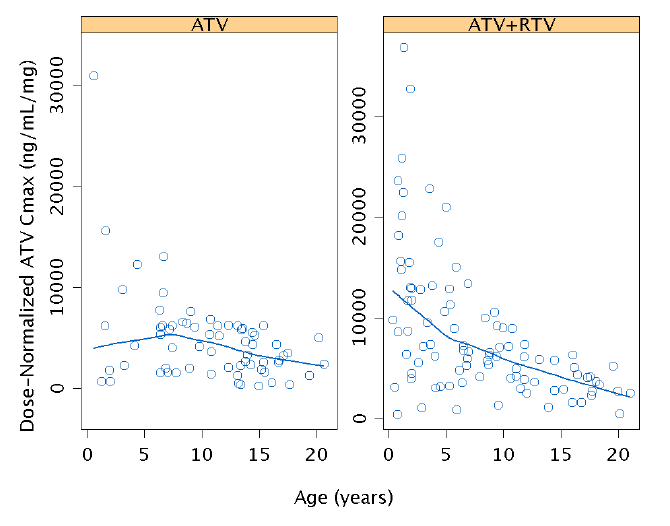 ATV
ATV+RTV
Dose-Normalized ATV Cmax (ng/mL/mg)
30000
20000
10000
0
30000
20000
10000
0
0 5 10 15 20
0 5 10 15 20
Age (years)